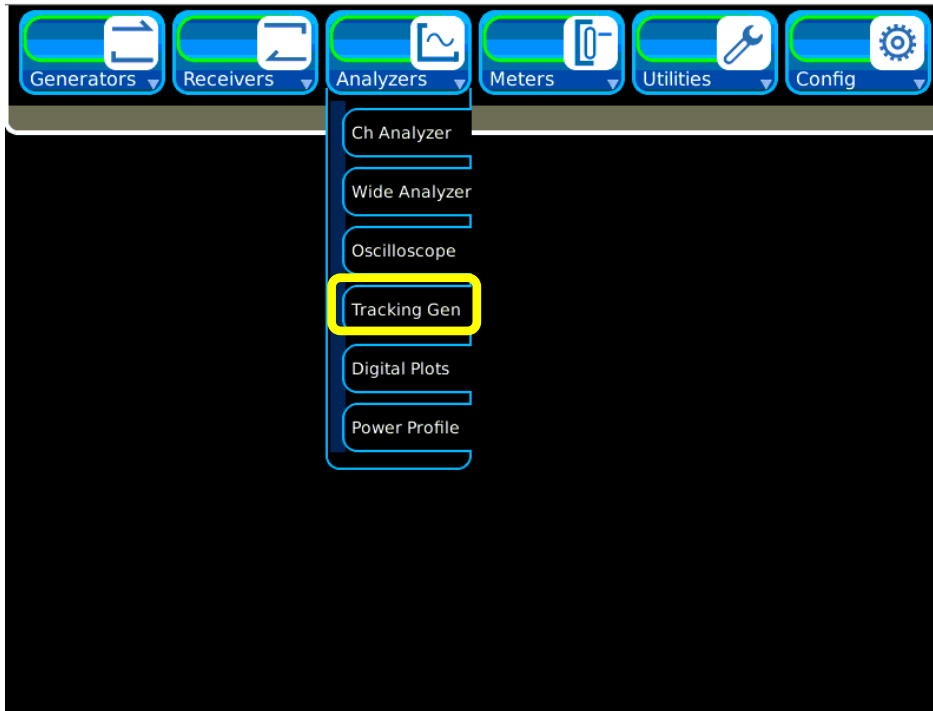 Generators
Receivers
Analyzers
Meters
Utilities
Config
Ch Analyzer
Wide Analyzer
Oscilloscope
Tracking Gen
Digital Plots
Power Profile